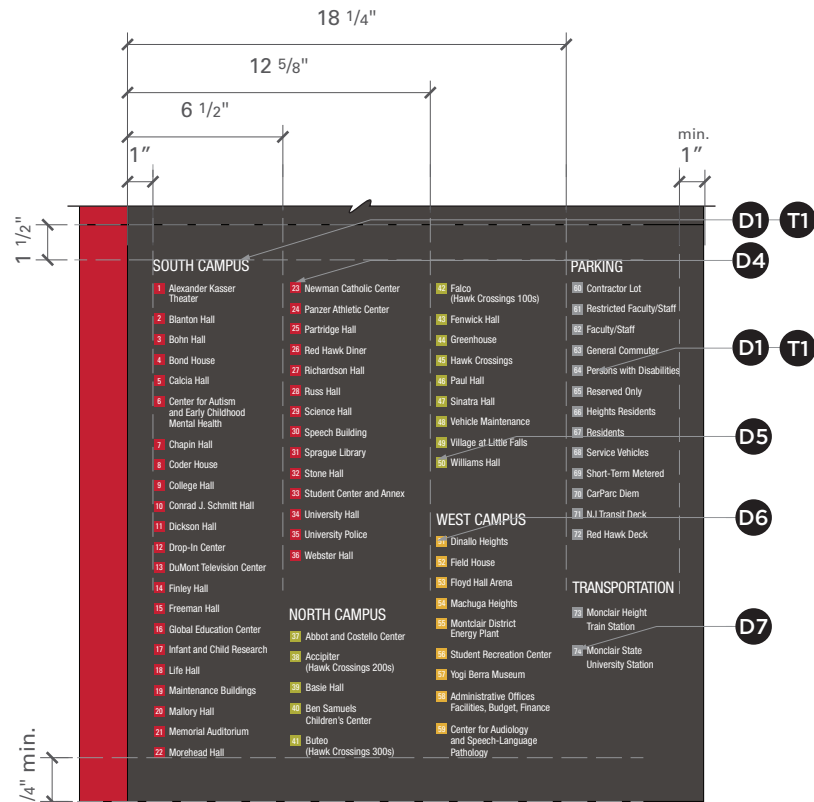 18 1/4"
12 5/8"
6 1/2"
1"
min.
1"
1 1/2"
D1 T1
D4
D1 T1
D5
D6
D7
/4" min.
SOUTH CAMPUS
1 Alexander Kasser
Theater
2 Blanton Hall
3 Bohn Hall
4 Bond House
5 Calcia Hall
6 Center for Autism
and Early Childhood
Mental Health
7 Chapin Hall
8 Coder House
9 College Hall
10 Conrad J. Schmitt Hall
11 Dickson Hall
12 Drop-In Center
13 DuMont Television Center
14 Finley Hall
15 Freeman Hall
16 Global Education Center
17 Infant and Child Research
18 Life Hall
19 Maintenance Buildings
20 Mallory Hall
21 Memorial Auditorium
22 Morehead Hall
23 Newman Catholic Center
24 Panzer Athletic Center
25 Partridge Hall
26 Red Hawk Diner
27 Richardson Hall
28 Russ Hall
29 Science Hall
30 Speech Building
31 Sprague Library
32 Stone Hall
33 Student Center and Annex
34 University Hall
35 University Police
36 Webster Hall
NORTH CAMPUS
37 Abbot and Costello Center
38 Accipiter
(Hawk Crossings 200s)
39 Basie Hall
40 Ben Samuels
Children's Center
41 Buteo
(Hawk Crossings 300s)
42 Falco
(Hawk Crossings 100s)
43 Fenwick Hall
44 Greenhouse
45 Hawk Crossings
46 Paul Hall
47 Sinatra Hall
48 Vehicle Maintenance
49 Village at Little Falls
50 Williams Hall
WEST CAMPUS
51 Dinallo Heights
52 Field House
53 Floyd Hall Arena
54 Machuga Heights
55 Montclair District
Energy Plant
56 Student Recreation Center
57 Yogi Berra Museum
58 Administrative Offices
Facilities, Budget, Finance
59 Center for Audiology
and Speech-Language
Pathology
PARKING
60 Contractor Lot
61 Restricted Faculty/Staff
62 Faculty/Staff
63 General Commuter
64 Persons with Disabilities
65 Reserved Only
66 Heights Residents
67 Residents
68 Service Vehicles
69 Short-Term Metered
70 CarParc Diem
71 NJ Transit Deck
72 Red Hawk Deck
TRANSPORTATION
73 Monclair Height
Train Station
74 Monclair State
University Station